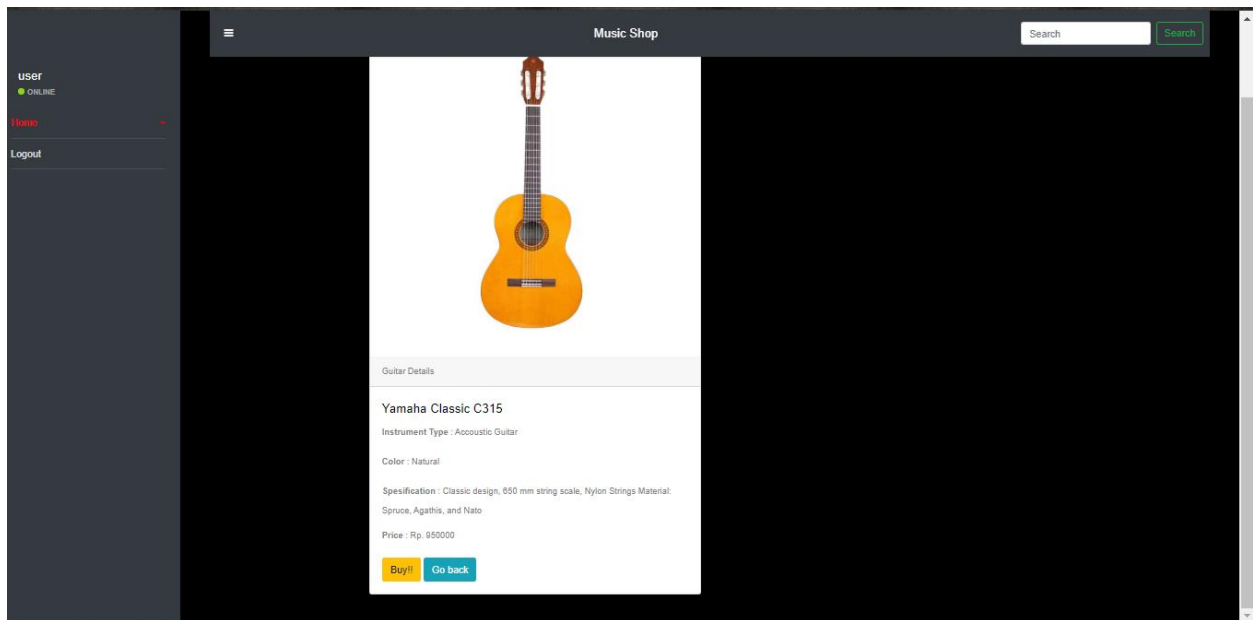 Music Shop
Search
Search
user
ONLINE
Home
Logout
Guitar Details
Yamaha Classic C315
Instrument Type : Accoustic Guitar
Color : Natural
Spesification : Classic design, 650 mm string scale, Nylon Strings Material:
Spruce, Agathis, and Nato
Price : Rp. 950000
Buy!!
Go back